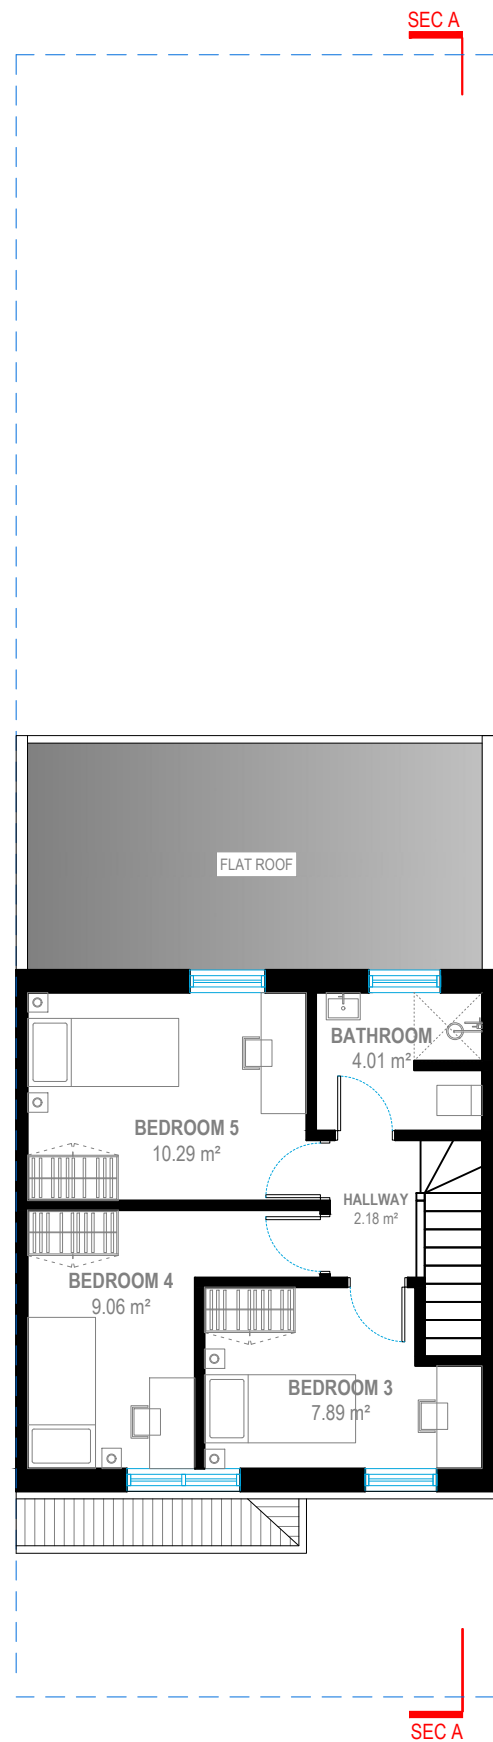 SEC A
FLAT ROOF
BATHROOM
4.01 m²
BEDROOM 5
10.29 m²
HALLWAY
2.18 m²
BEDROOM 4
9.06 m²
BEDROOM 3
7.89 m²
SEC A